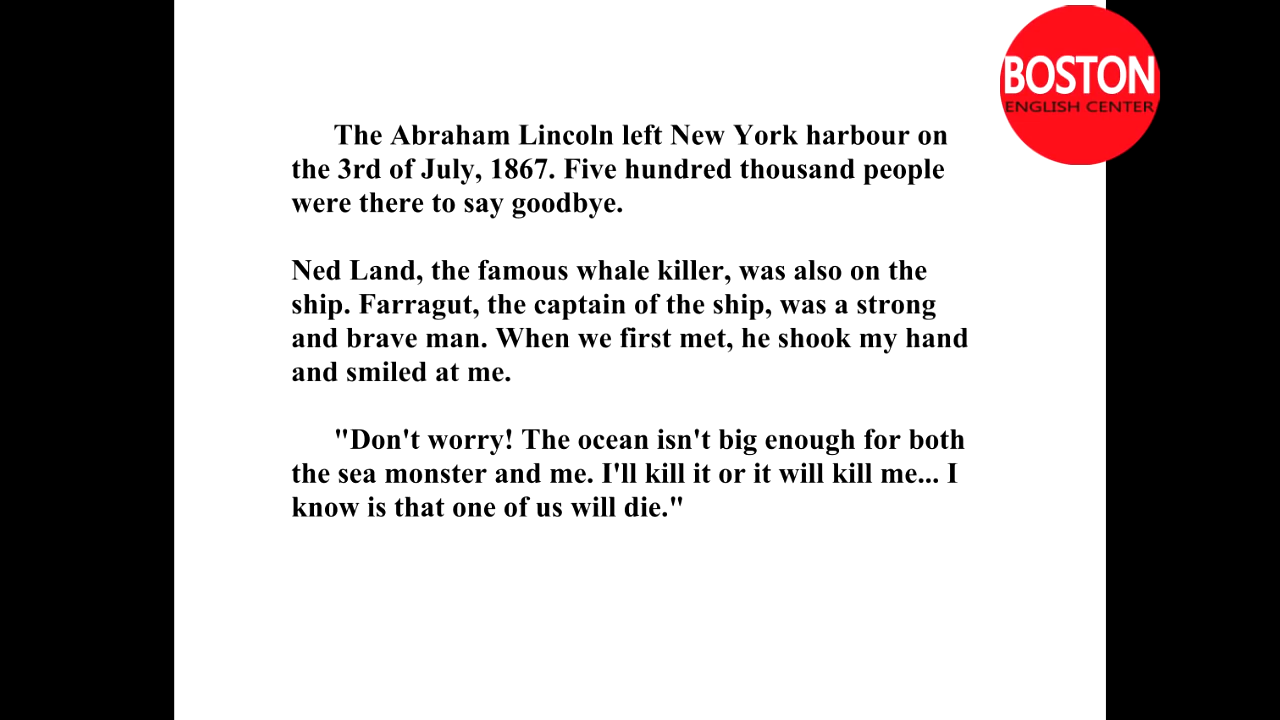 BOSTON
ENGLISH CENTER
The Abraham Lincoln left New York harbour on
the 3rd of July, 1867. Five hundred thousand people
were there to say goodbye.
Ned Land, the famous whale killer, was also on the
ship. Farragut, the captain of the ship, was a strong
and brave man. When we first met, he shook my hand
and smiled at me.
"Don't worry! The ocean isn't big enough for both
the sea monster and me. I'll kill it or it will kill me... I
know is that one of us will die."